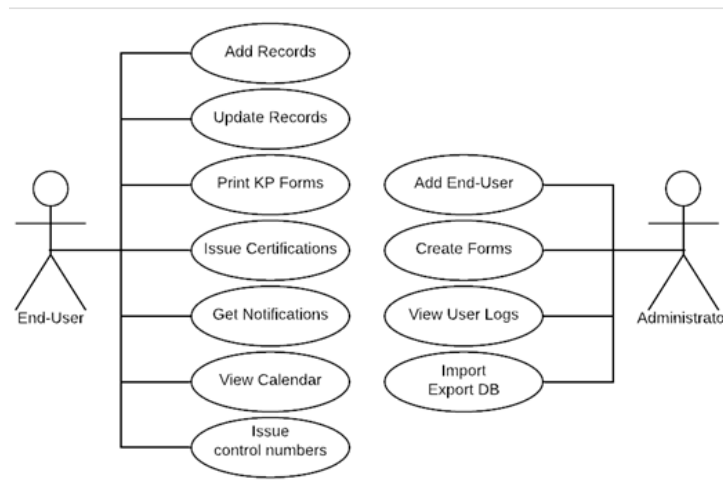 Add Records
Update Records
Print KP Forms
Add End-User
Issue Certifications
Create Forms
End-User
Get Notifications
View User Logs
Administrato
View Calendar
Import
Export DB
Issue
control numbers